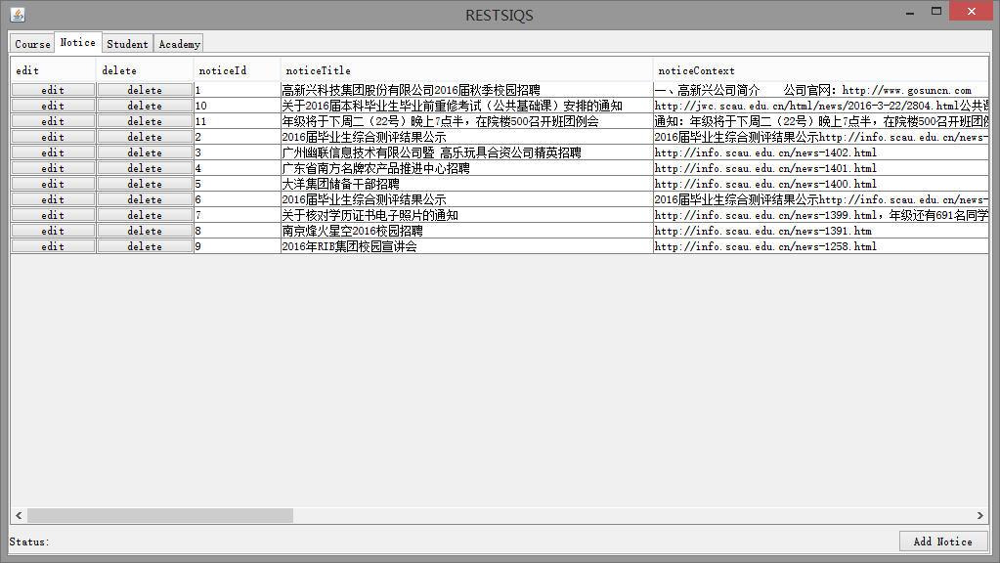 RESTSIQS
Course Notice Student Academy
edit delete noticeId noticeTitle noticeContext
edit delete 1 高新兴科技集团股份有限公司2016届秋季校园招聘 一、高新兴公司简介 公司官网：http://www.gosuncn.com
edit delete 10 关于2016届本科毕业生毕业前重修考试（公共基础课）安排的通知 http://jwc.scau.edu.cn/html/news/2016-3-22/2804.html公共课
edit delete 11 年级将于下周二（22号）晚上7点半，在院楼500召开班团例会 通知：年级将于下周二（22号）晚上7点半，在院楼500召开班团例
edit delete 2 2016届毕业生综合测评结果公示 2016届毕业生综合测评结果公示http://info.scau.edu.cn/news-
edit delete 3 广州幽联信息技术有限公司暨 高乐玩具合资公司精英招聘 http://info.scau.edu.cn/news-1402.html
edit delete 4 广东省南方名牌农产品推进中心招聘 http://info.scau.edu.cn/news-1401.html
edit delete 5 大洋集团储备干部招聘 http://info.scau.edu.cn/news-1400.html
edit delete 6 2016届毕业生综合测评结果公示 2016届毕业生综合测评结果公示http://info.scau.edu.cn/news-
edit delete 7 关于核对学历证书电子照片的通知 http://info.scau.edu.cn/news-1399.html，年级还有691名同学
edit delete 8 南京烽火星空2016校园招聘 http://info.scau.edu.cn/news-1391.htm
edit delete 9 2016年RIB集团校园宣讲会 http://info.scau.edu.cn/news-1258.html
Status: Add Notice